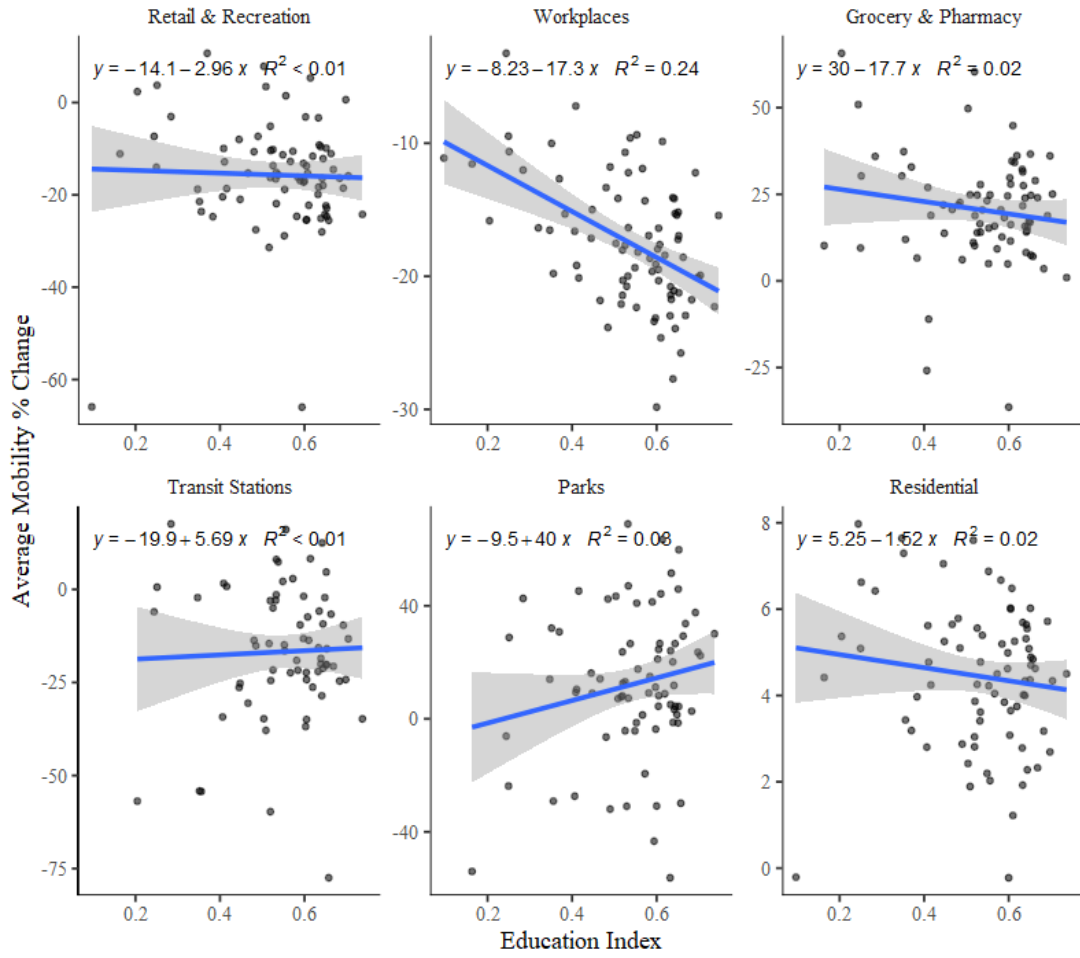 Retail & Recreation
Workplaces
Grocery & Pharmacy
y = −14.1 − 2.96 x R² < 0.01
y = −8.23 − 17.3 x R² = 0.24
y = 30 − 17.7 x R² = 0.02
0
-20
-40
-60
0.2 0.4 0.6
-10
-20
-30
0.2 0.4 0.6
50
25
0
-25
0.2 0.4 0.6
Average Mobility % Change
Transit Stations
Parks
Residential
y = −19.9 + 5.69 x R² < 0.01
y = −9.5 + 40 x R² = 0.03
y = 5.25 − 1.52 x R² = 0.02
0
-25
-50
-75
0.2 0.4 0.6
40
0
-40
0.2 0.4 0.6
8
6
4
2
0
0.2 0.4 0.6
Education Index